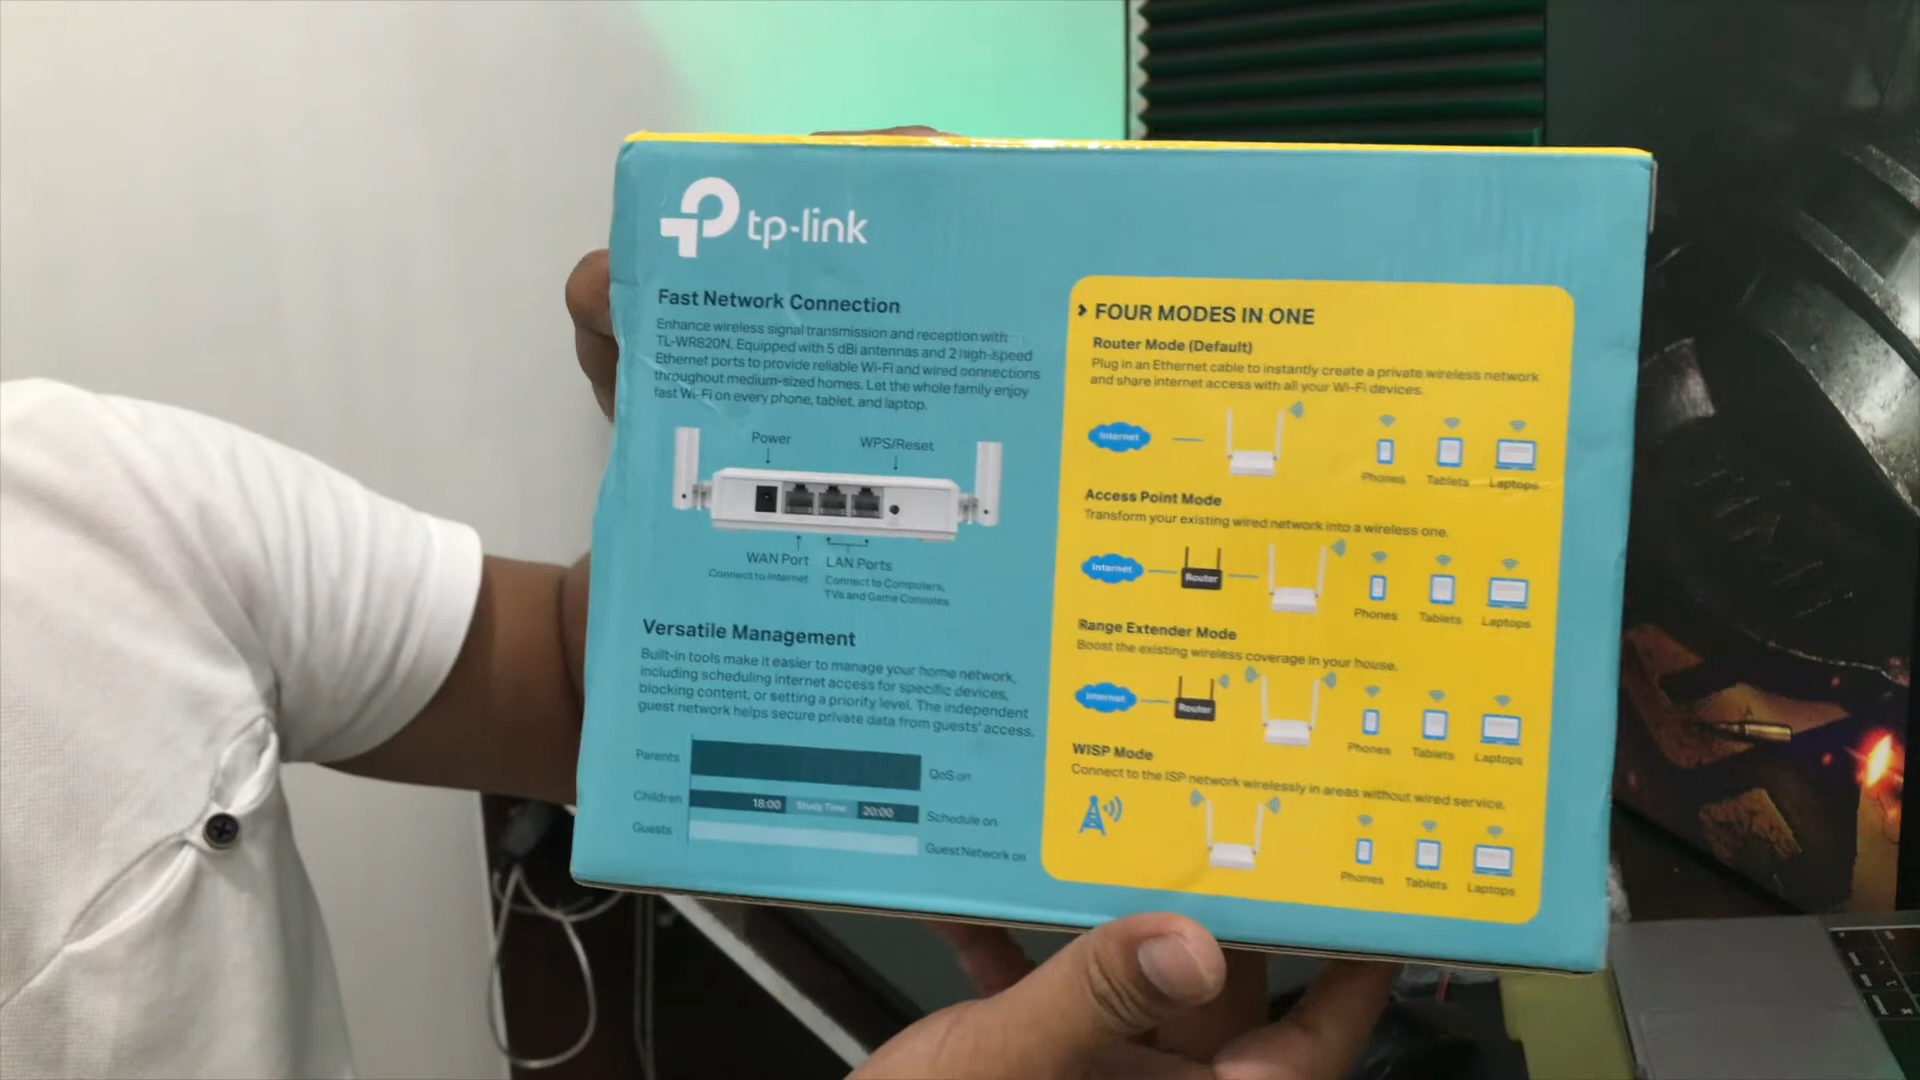 tp-link
Fast Network Connection
Enhance wireless signal transmission and reception with
TL-WR820N. Equipped with 5 dBi antennas and 2 high-speed
Ethernet ports to provide reliable Wi-Fi and wired connections
throughout medium-sized homes. Let the whole family enjoy
fast Wi-Fi on every phone, tablet, and laptop.
Power
WPS/Reset
WAN Port
Connect to Internet
LAN Ports
Connect to Computers,
TVs and Game Consoles
Versatile Management
Built-in tools make it easier to manage your home network,
including scheduling internet access for specific devices,
blocking content, or setting a priority level. The independent
guest network helps secure private data from guests' access.
Parents
QoS on
Children
18:00
Study Time
20:00
Schedule on
Guests
Guest Network on
FOUR MODES IN ONE
Router Mode (Default)
Plug in an Ethernet cable to instantly create a private wireless network
and share internet access with all your Wi-Fi devices.
Internet
Phones
Tablets
Laptops
Access Point Mode
Transform your existing wired network into a wireless one.
Internet
Router
Phones
Tablets
Laptops
Range Extender Mode
Boost the existing wireless coverage in your house.
Internet
Router
Phones
Tablets
Laptops
WISP Mode
Connect to the ISP network wirelessly in areas without wired service.
Phones
Tablets
Laptops